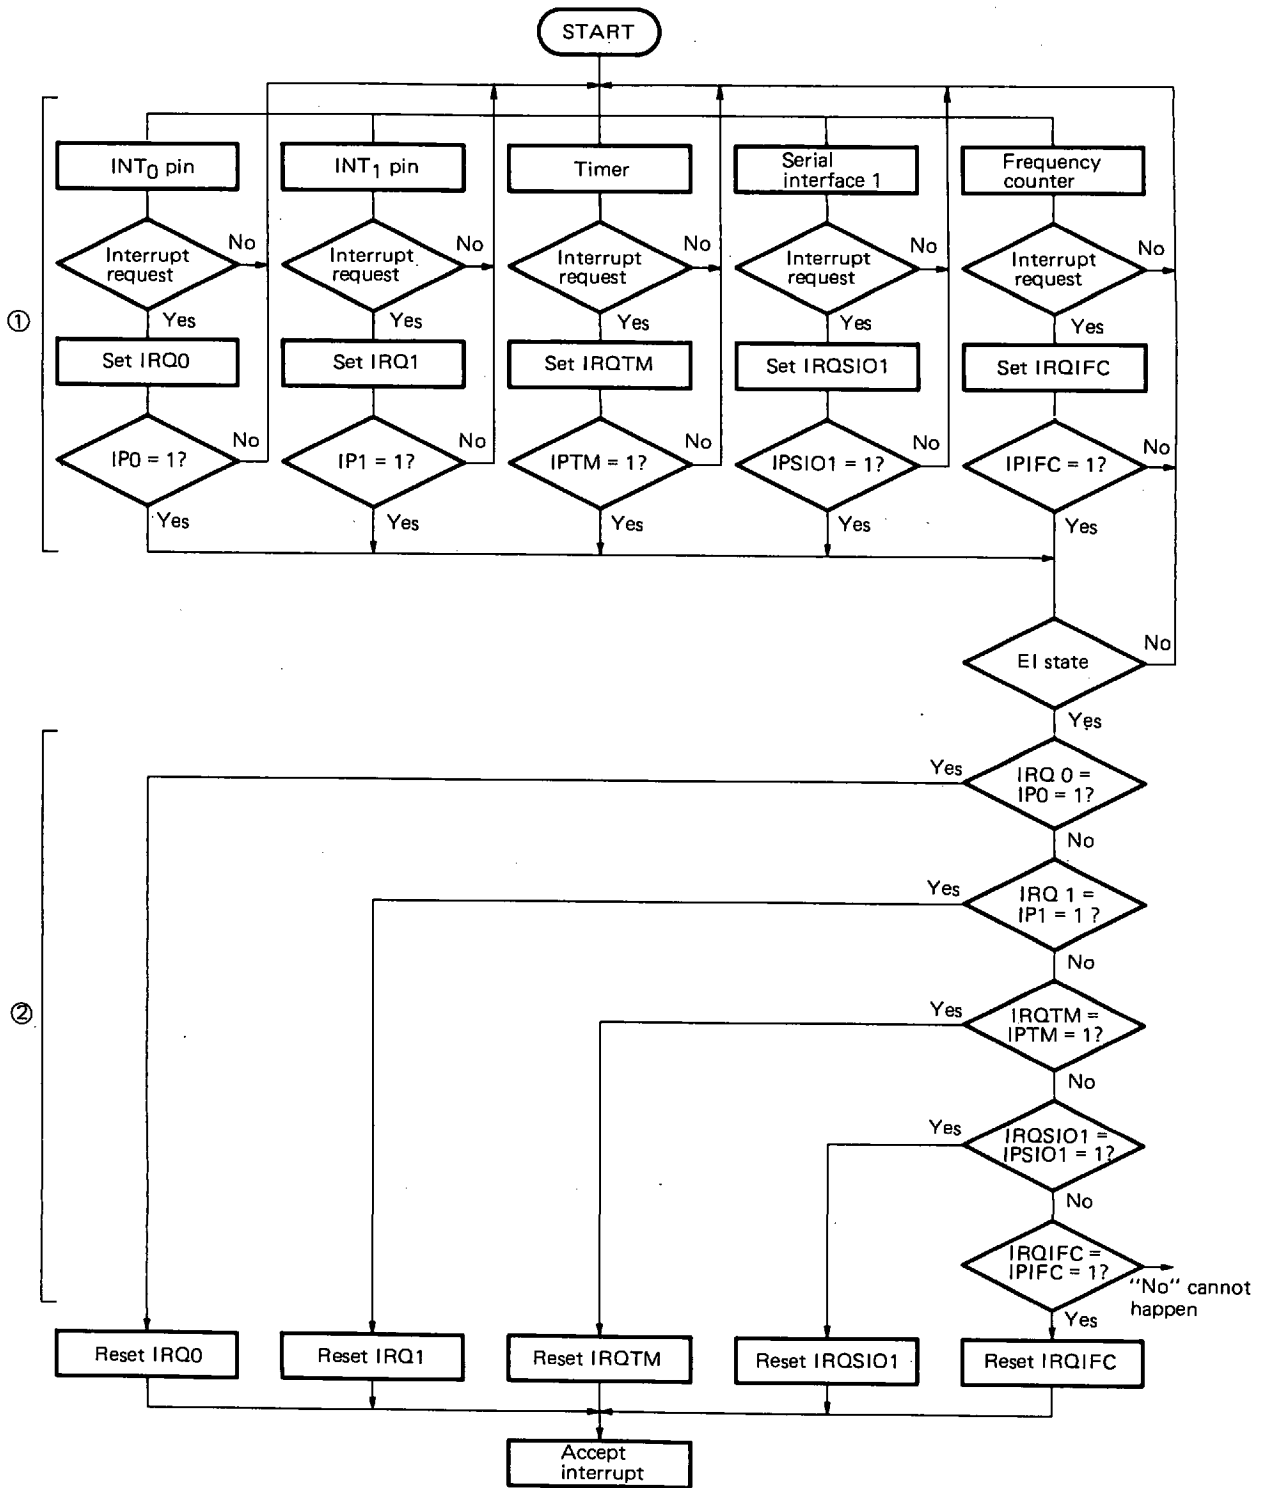 START
INT0 pin
INT1 pin
Timer
Serial
interface 1
Frequency
counter
Interrupt
request
No
Interrupt
request
No
Interrupt
request
No
Interrupt
request
No
Interrupt
request
No
①
Yes
Yes
Yes
Yes
Yes
Set IRQ0
Set IRQ1
Set IRQTM
Set IRQSIO1
Set IRQIFC
IP0 = 1?
No
IP1 = 1?
No
IPTM = 1?
No
IPSIO1 = 1?
No
IPIFC = 1?
No
Yes
Yes
Yes
Yes
Yes
EI state
No
Yes
IRQ 0 =
IP0 = 1?
Yes
No
IRQ 1 =
IP1 = 1 ?
Yes
No
②
IRQTM =
IPTM = 1?
Yes
No
IRQSIO1 =
IPSIO1 = 1?
Yes
No
IRQIFC =
IPIFC = 1?
"No" cannot
happen
Yes
Reset IRQ0
Reset IRQ1
Reset IRQTM
Reset IRQSIO1
Reset IRQIFC
Accept
interrupt